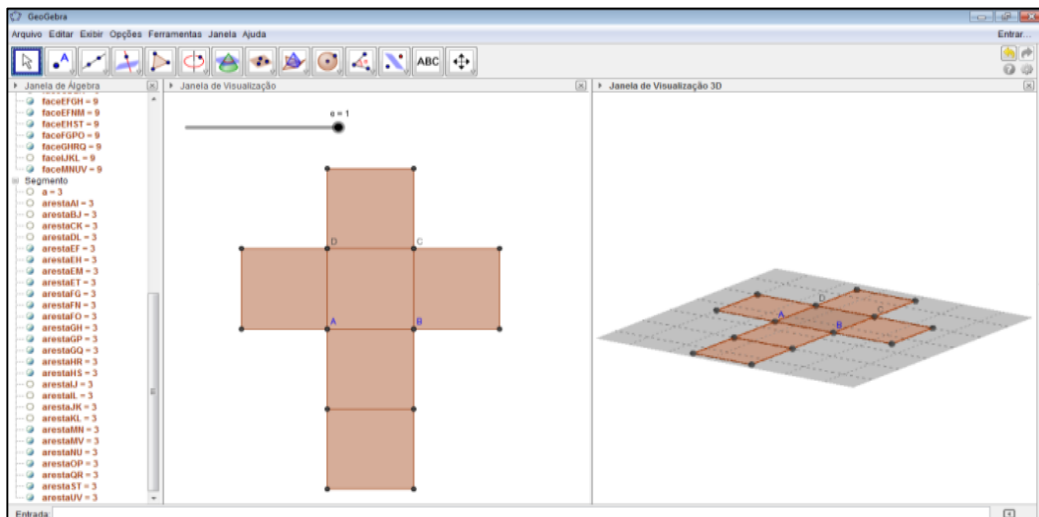 GeoGebra
Arquivo Editar Exibir Opções Ferramentas Janela Ajuda
Entrar...
ABC
Janela de Álgebra
Janela de Visualização
Janela de Visualização 3D
faceEFGH = 9
faceEFNM = 9
faceEHST = 9
faceFGPO = 9
faceGHRQ = 9
faceIJKL = 9
faceMNUV = 9
Segmento
a = 3
arestaAI = 3
arestaBJ = 3
arestaCK = 3
arestaDL = 3
arestaEF = 3
arestaEH = 3
arestaEM = 3
arestaET = 3
arestaFG = 3
arestaFN = 3
arestaFO = 3
arestaGH = 3
arestaGP = 3
arestaGQ = 3
arestaHR = 3
arestaHS = 3
arestaIJ = 3
arestaIL = 3
arestaJK = 3
arestaKL = 3
arestaMN = 3
arestaMV = 3
arestaNU = 3
arestaOP = 3
arestaQR = 3
arestaST = 3
arestaUV = 3
= 1
D
C
A
B
D
C
A
B
Entrada: